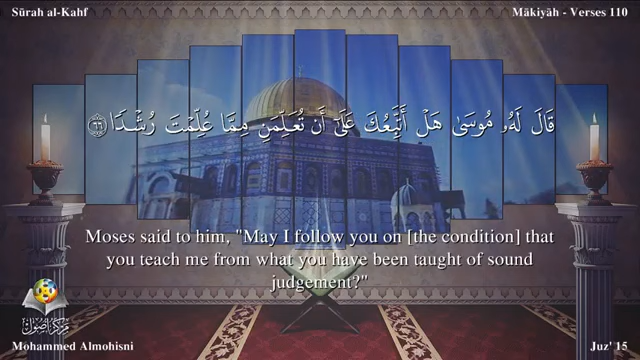 Sūrah al-Kahf
Mākiyāh - Verses 110
قَالَ لَهُۥ مُوسَىٰ هَلْ أَتَّبِعُكَ عَلَىٰٓ أَن تُعَلِّمَنِ مِمَّا عُلِّمْتَ رُشْدًا ٦٦
Moses said to him, "May I follow you on [the condition] that
you teach me from what you have been taught of sound
judgement?"
Mohammed Almohisni
Juz' 15